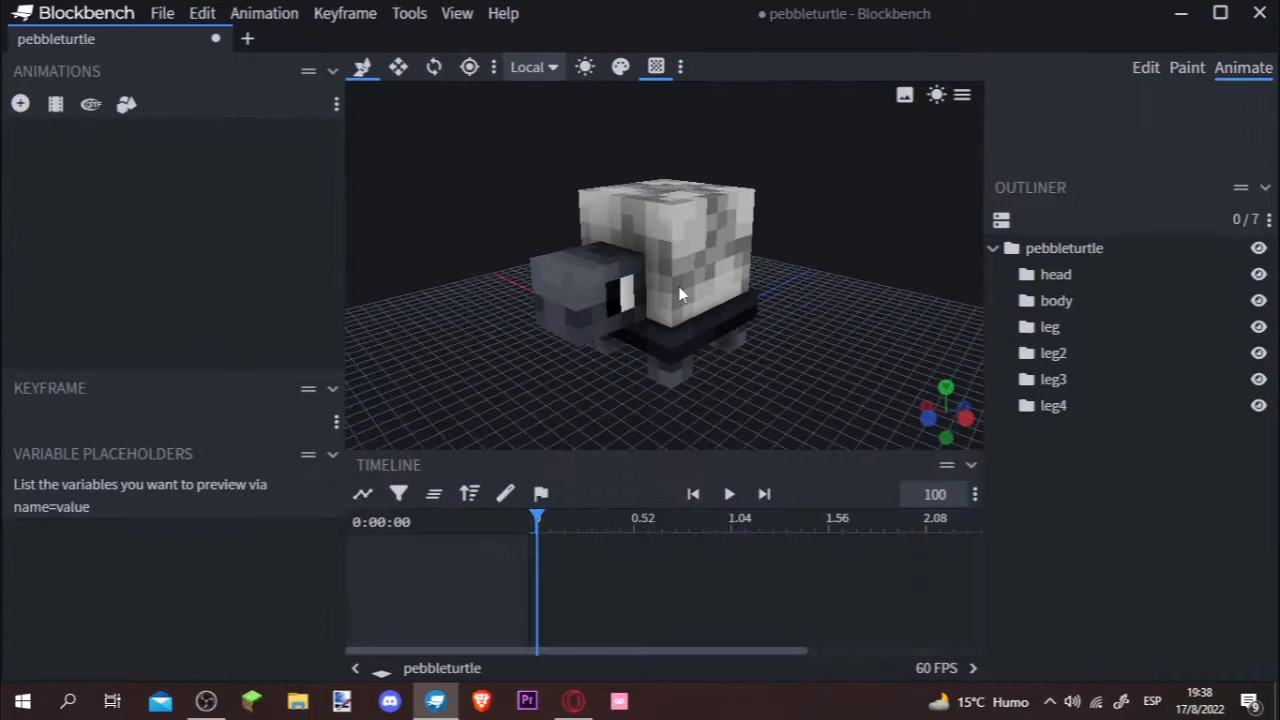 Blockbench File Edit Animation Keyframe Tools View Help
pebbleturtle - Blockbench
pebbleturtle
Edit Paint Animate
ANIMATIONS
Local
OUTLINER
0 / 7
pebbleturtle
head
body
leg
leg2
leg3
leg4
KEYFRAME
VARIABLE PLACEHOLDERS
List the variables you want to preview via
name=value
TIMELINE
100
0:00:00
0.52 1.04 1.56 2.08
pebbleturtle
60 FPS
15°C Humo
ESP
19:38
17/8/2022
9